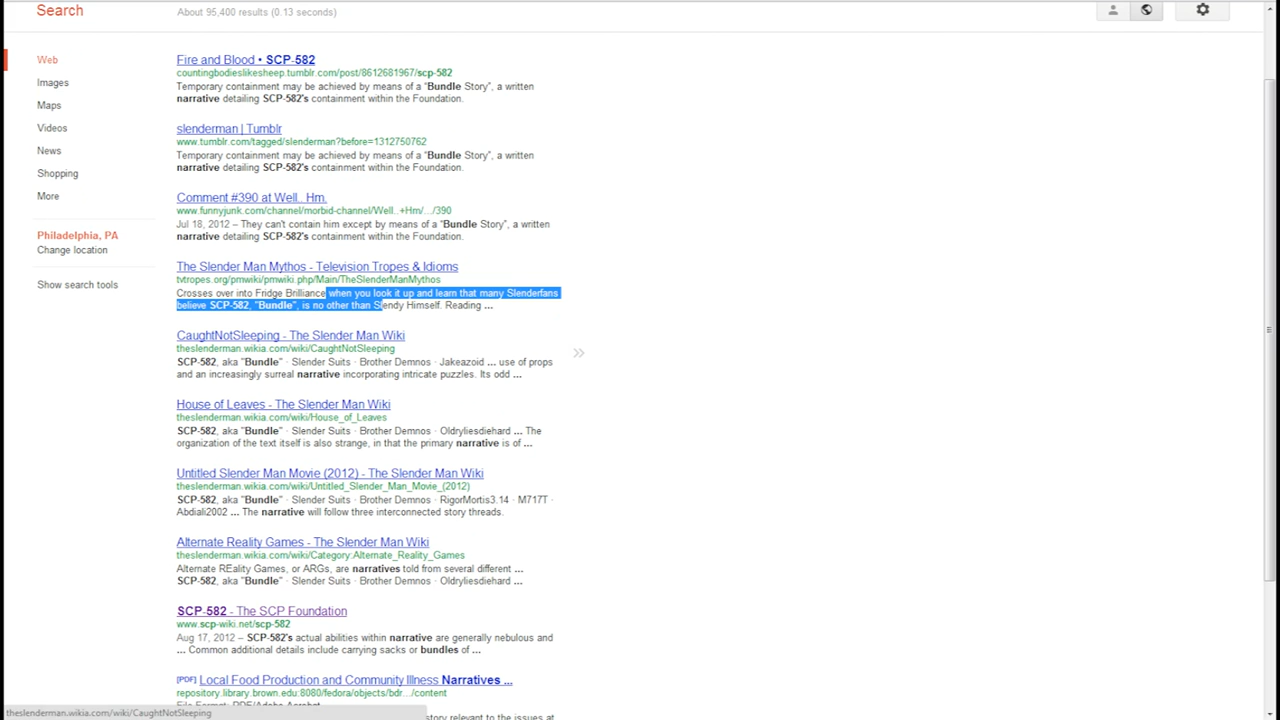 Search
About 95,400 results (0.13 seconds)
Web
Images
Maps
Videos
News
Shopping
More
Philadelphia, PA
Change location
Show search tools
Fire and Blood • SCP-582
countingbodieslikesheep.tumblr.com/post/8612681967/scp-582
Temporary containment may be achieved by means of a "Bundle Story", a written
narrative detailing SCP-582's containment within the Foundation.
slenderman | Tumblr
www.tumblr.com/tagged/slenderman?before=1312750762
Temporary containment may be achieved by means of a "Bundle Story", a written
narrative detailing SCP-582's containment within the Foundation.
Comment #390 at Well.. Hm.
www.funnyjunk.com/channel/morbid-channel/Well..+Hm/.../390
Jul 18, 2012 – They can't contain him except by means of a "Bundle Story", a written
narrative detailing SCP-582's containment within the Foundation.
The Slender Man Mythos - Television Tropes & Idioms
tvtropes.org/pmwiki/pmwiki.php/Main/TheSlenderManMythos
Crosses over into Fridge Brilliance when you look it up and learn that many Slenderfans
believe SCP-582, "Bundle", is no other than Slendy Himself. Reading ...
CaughtNotSleeping - The Slender Man Wiki
theslenderman.wikia.com/wiki/CaughtNotSleeping
SCP-582, aka "Bundle" · Slender Suits · Brother Demnos · Jakeazoid ... use of props
and an increasingly surreal narrative incorporating intricate puzzles. Its odd ...
House of Leaves - The Slender Man Wiki
theslenderman.wikia.com/wiki/House_of_Leaves
SCP-582, aka "Bundle" · Slender Suits · Brother Demnos · Oldryliesdiehard ... The
organization of the text itself is also strange, in that the primary narrative is of ...
Untitled Slender Man Movie (2012) - The Slender Man Wiki
theslenderman.wikia.com/wiki/Untitled_Slender_Man_Movie_(2012)
SCP-582, aka "Bundle" · Slender Suits · Brother Demnos · RigorMortis3.14 · M717T ·
Abdiali2002 ... The narrative will follow three interconnected story threads.
Alternate Reality Games - The Slender Man Wiki
theslenderman.wikia.com/wiki/Category:Alternate_Reality_Games
Alternate REality Games, or ARGs, are narratives told from several different ...
SCP-582, aka "Bundle" · Slender Suits · Brother Demnos · Oldryliesdiehard ...
SCP-582 - The SCP Foundation
www.scp-wiki.net/scp-582
Aug 17, 2012 – SCP-582's actual abilities within narrative are generally nebulous and
... Common additional details include carrying sacks or bundles of ...
[PDF] Local Food Production and Community Illness Narratives ...
repository.library.brown.edu:8080/fedora/objects/bdr.../content
File Format: PDF/Adobe Acrobat
story relevant to the issues at
theslenderman.wikia.com/wiki/CaughtNotSleeping